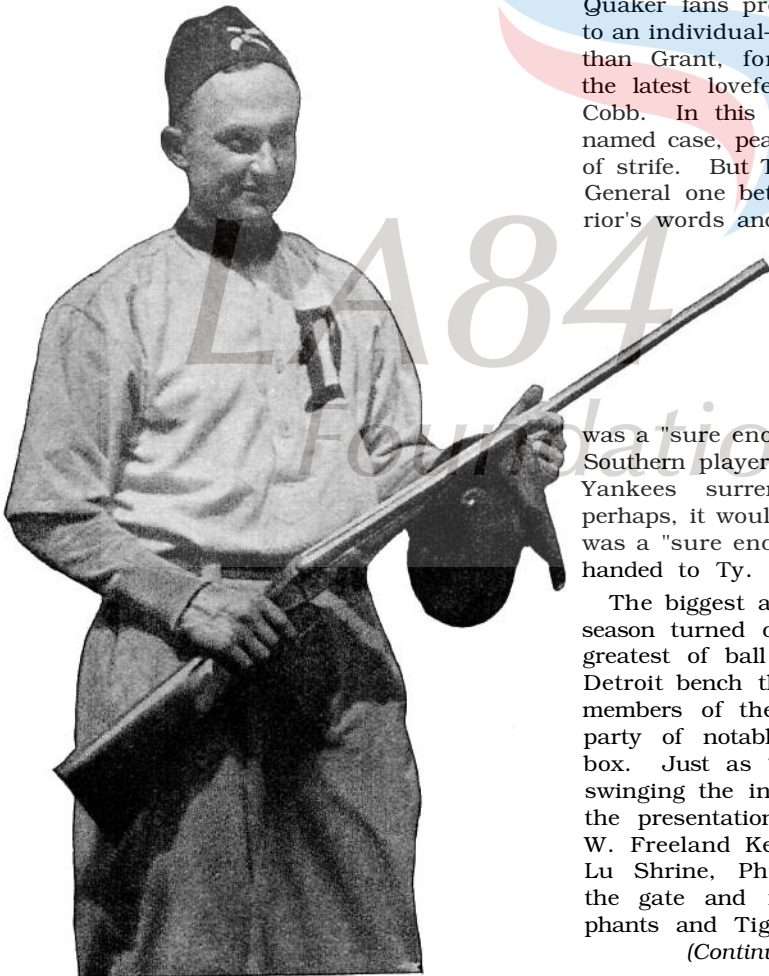 Quaker fans pr
to an individual-
than Grant, for
the latest lovefe
Cobb. In this
named case, pea
of strife. But T
General one bet
rior's words and
LA84
Foundatio
was a "sure eno
Southern player
Yankees surre
perhaps, it woul
was a "sure eno
handed to Ty.
The biggest a
season turned o
greatest of ball
Detroit bench th
members of the
party of notabl
box. Just as
swinging the in
the presentation
W. Freeland Ke
Lu Shrine, Ph
the gate and
phants and Tig
(Continu